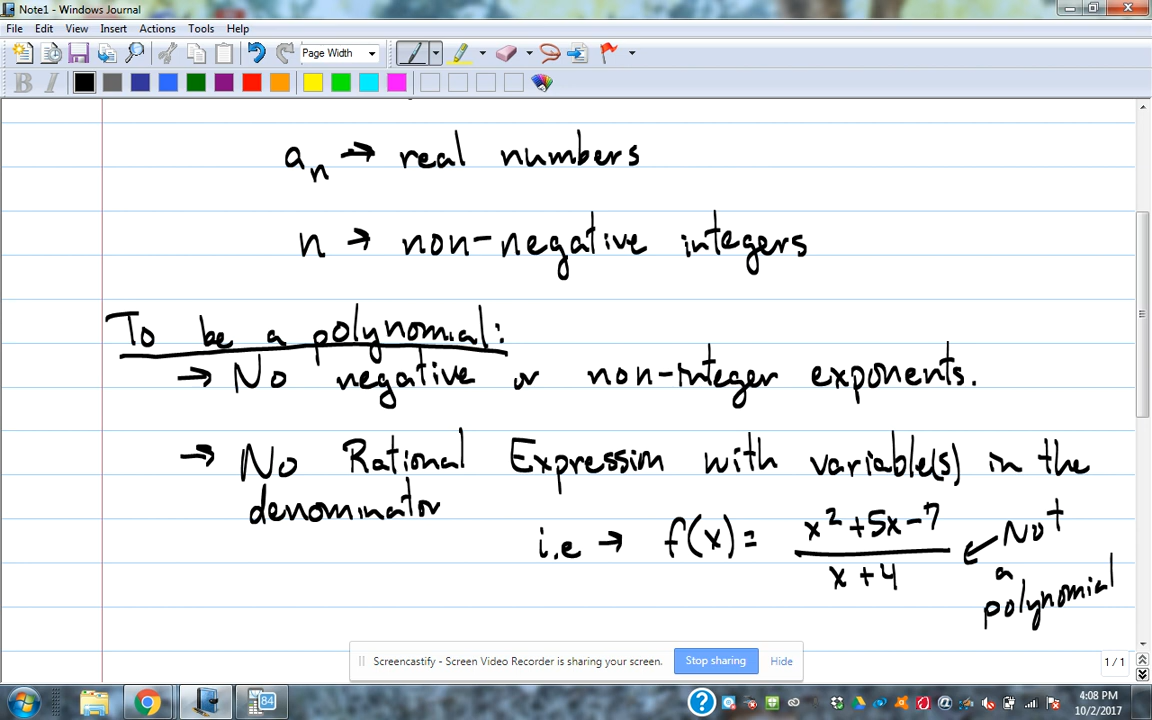 Note1 - Windows Journal
File Edit View Insert Actions Tools Help
Page Width
B I
aₙ → real numbers
n → non-negative integers
To be a polynomial:
→ No negative or non-integer exponents.
→ No Rational Expression with variable(s) in the
denominator
i.e → f(x) = x² + 5x - 7 / x + 4 ← Not
a
polynomial
Screencastify - Screen Video Recorder is sharing your screen. Stop sharing Hide
1 / 1
84
4:08 PM
10/2/2017